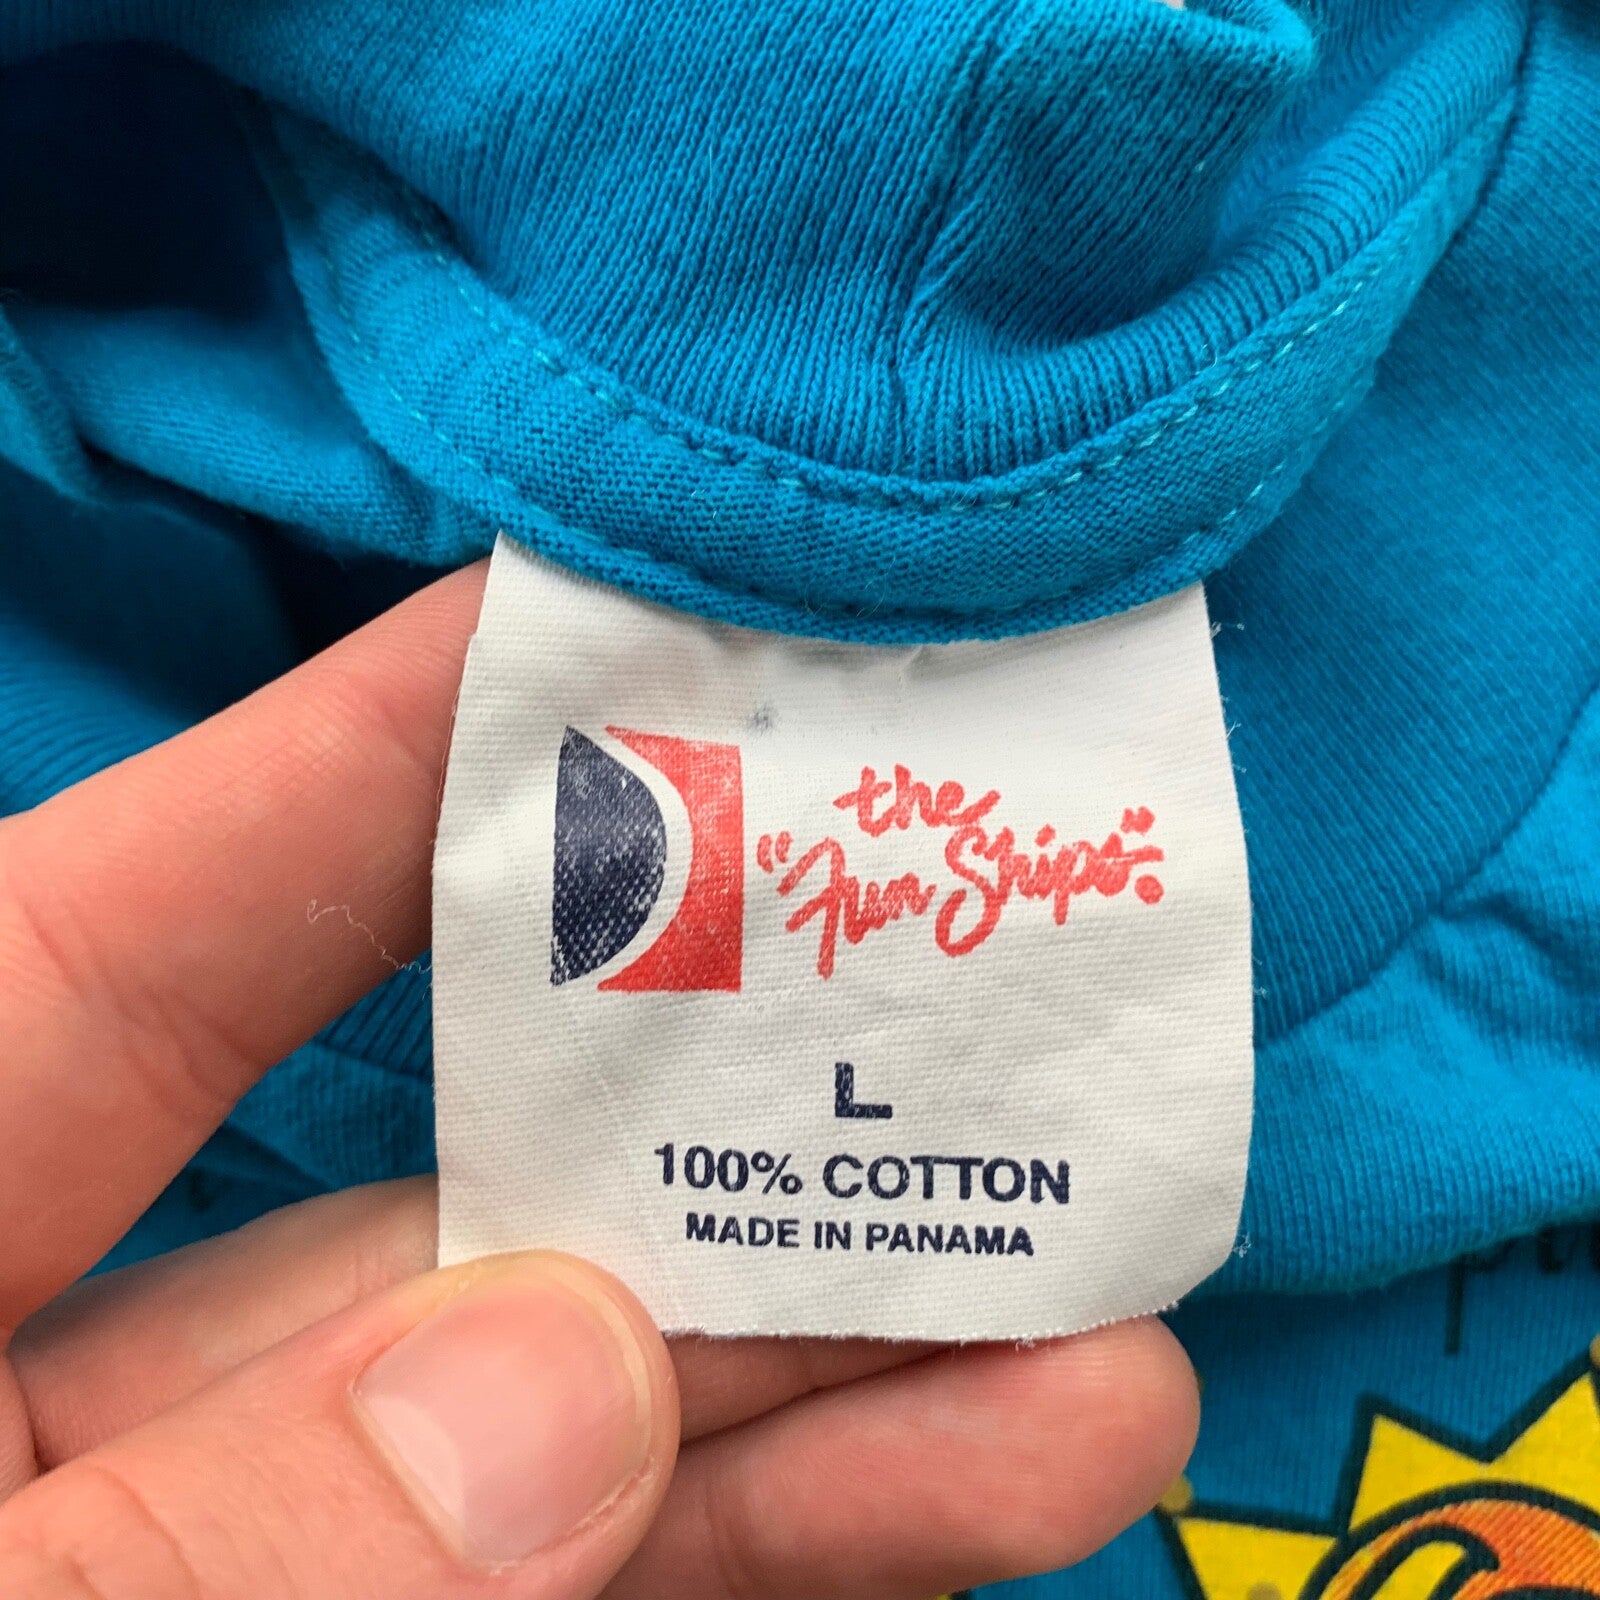 the
"Fun Ships".
L
100% COTTON
MADE IN PANAMA